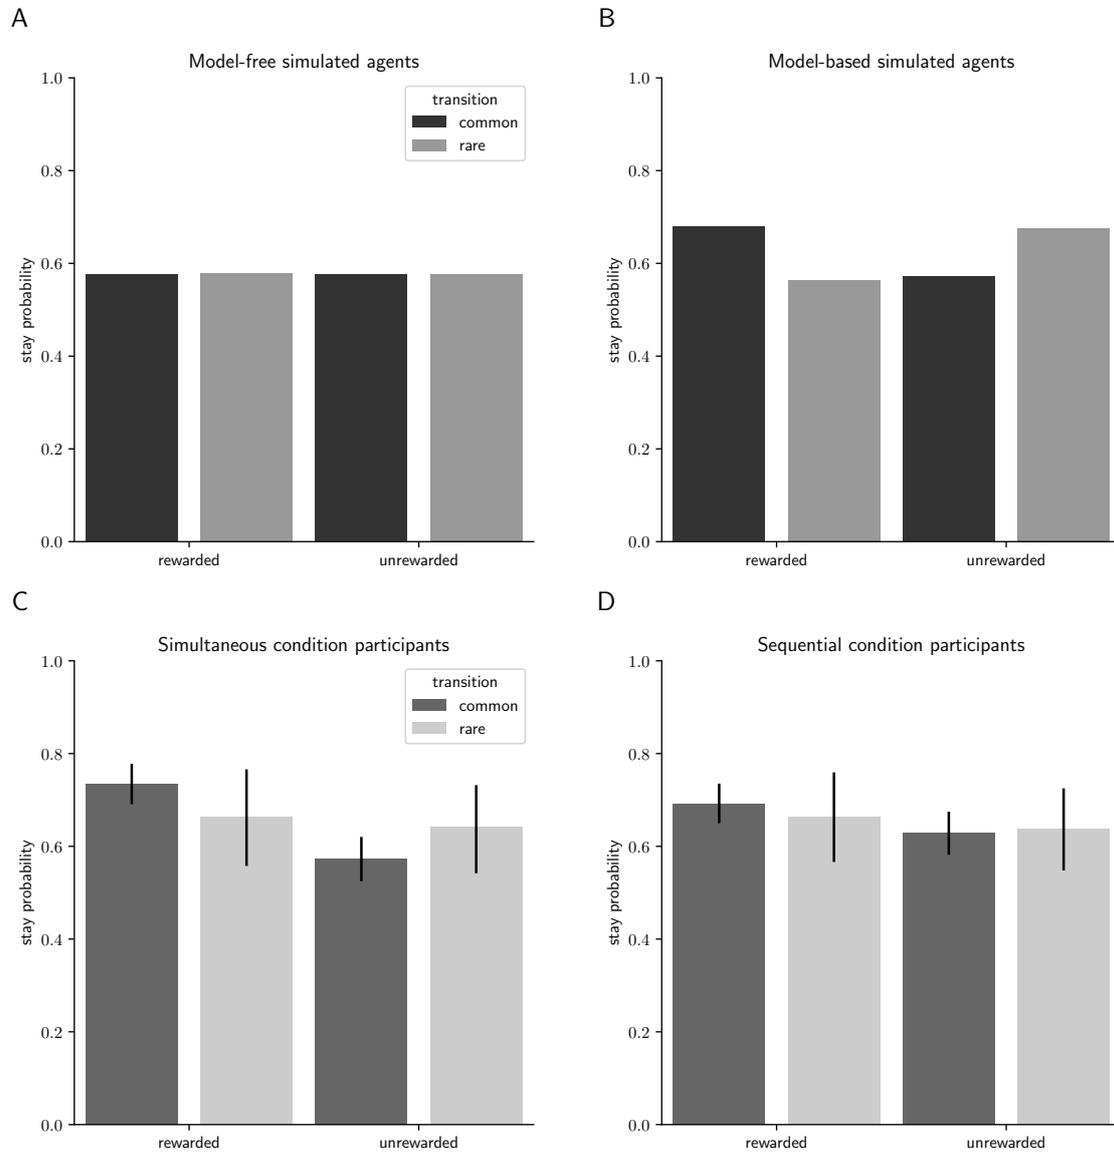 A
Model-free simulated agents
stay probability
1.0
0.8
0.6
0.4
0.2
0.0
transition
common
rare
rewarded
unrewarded
B
Model-based simulated agents
stay probability
1.0
0.8
0.6
0.4
0.2
0.0
rewarded
unrewarded
C
Simultaneous condition participants
stay probability
1.0
0.8
0.6
0.4
0.2
0.0
transition
common
rare
rewarded
unrewarded
D
Sequential condition participants
stay probability
1.0
0.8
0.6
0.4
0.2
0.0
rewarded
unrewarded